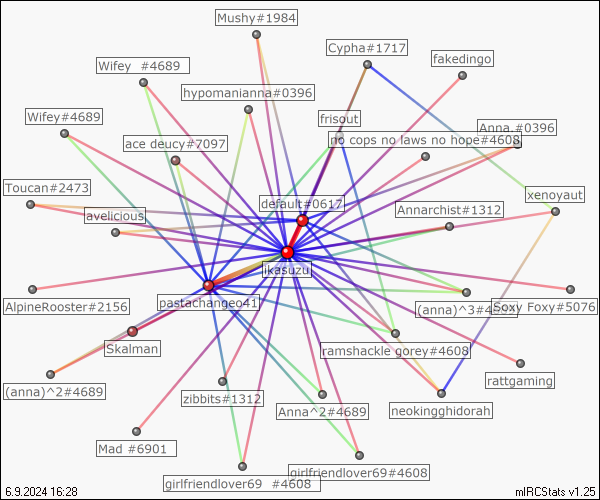 Mushy#1984
Cypha#1717
fakedingo
Wifey  #4689
hypomanianna#0396
Wifey#4689
frisout
Anna.#0396
ace deucy#7097
no cops no laws no hope#4608
Toucan#2473
xenoyaut
default#0617
avelicious
Annarchist#1312
ikasuzu
pastachangeo41
AlpineRooster#2156
(anna)^3#4
Soxy Foxy#5076
Skalman
ramshackle gorey#4608
rattgaming
(anna)^2#4689
zibbits#1312
Anna^2#4689
neokingghidorah
Mad #6901
girlfriendlover69#4608
girlfriendlover69  #4608
6.9.2024 16:28
mIRCStats v1.25